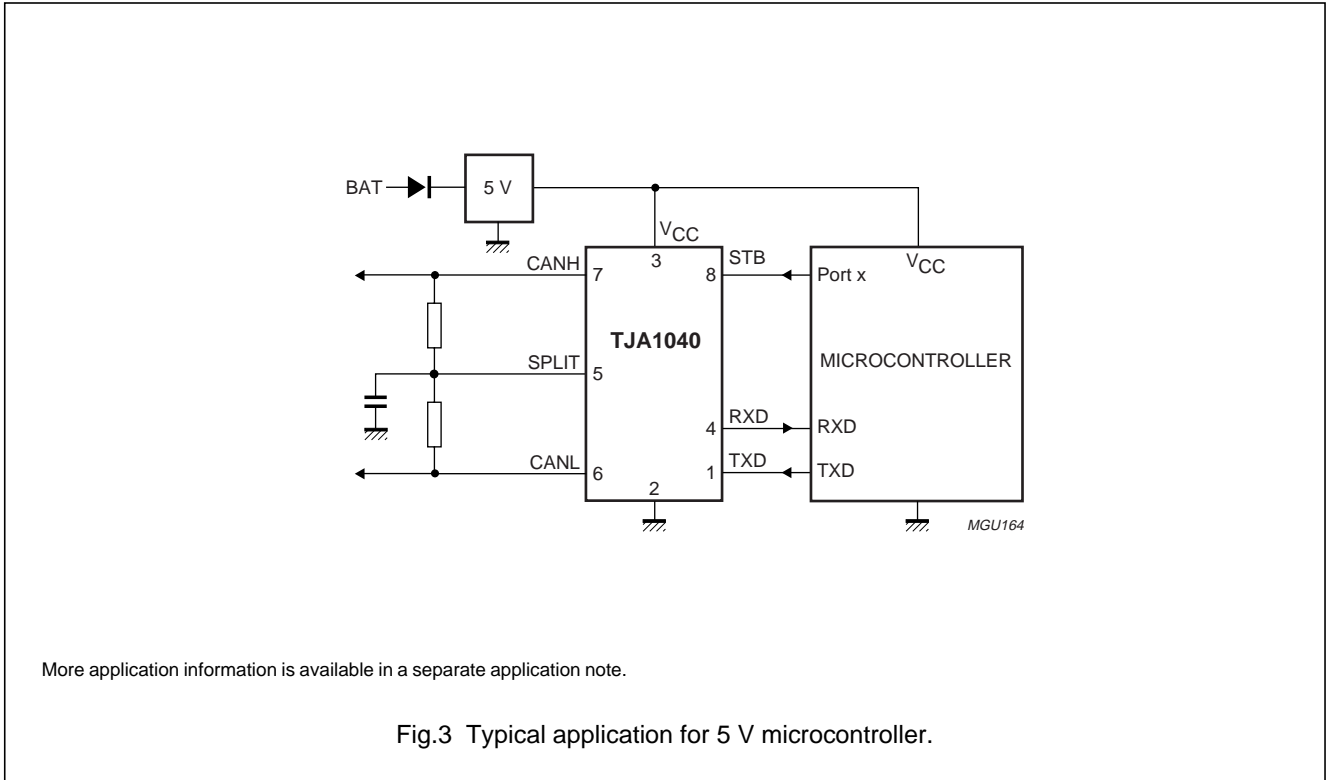 BAT
5 V
VCC
CANH
7
3
8
STB
Port x
VCC
TJA1040
MICROCONTROLLER
SPLIT
5
4
RXD
RXD
CANL
6
1
TXD
TXD
2
MGU164
More application information is available in a separate application note.
Fig.3 Typical application for 5 V microcontroller.